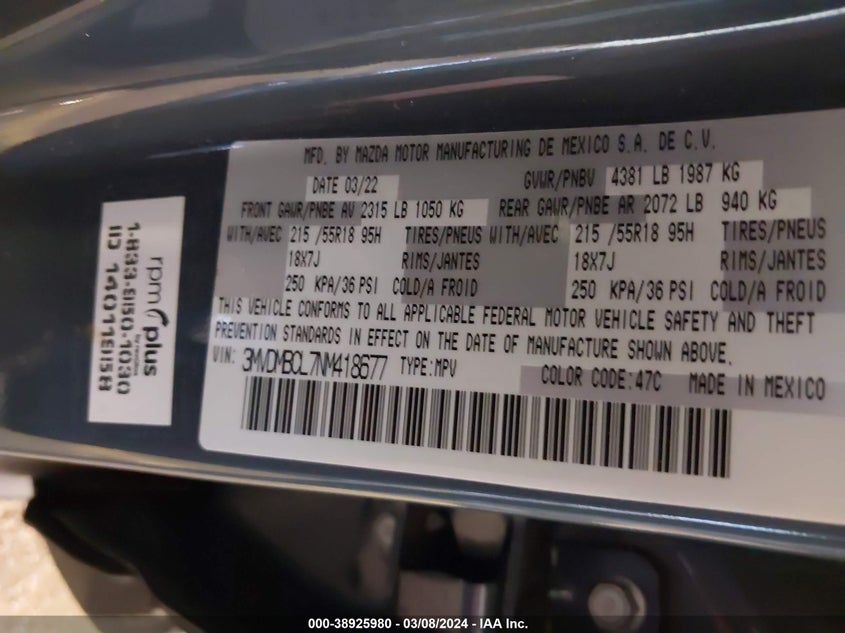 MFD. BY MAZDA MOTOR MANUFACTURING DE MEXICO S.A. DE C.V.
DATE 03/22 GVWR/PNBV 4381 LB 1987 KG
FRONT GAWR/PNBE AV 2315 LB 1050 KG REAR GAWR/PNBE AR 2072 LB 940 KG
WITH/AVEC 215 /55R18 95H TIRES/PNEUS WITH/AVEC 215 /55R18 95H TIRES/PNEUS
18X7J RIMS/JANTES 18X7J RIMS/JANTES
250 KPA/36 PSI COLD/A FROID 250 KPA/36 PSI COLD/A FROID
THIS VEHICLE CONFORMS TO ALL APPLICABLE FEDERAL MOTOR VEHICLE SAFETY AND THEFT
PREVENTION STANDARDS IN EFFECT ON THE DATE OF MANUFACTURE SHOWN ABOVE.
VIN: 3MVDMBCL7NM418677 TYPE:MPV COLOR CODE:47C MADE IN MEXICO
rpm plus
1-833-8I50-1030
ID 140118I58
000-38925980 - 03/08/2024 - IAA Inc.